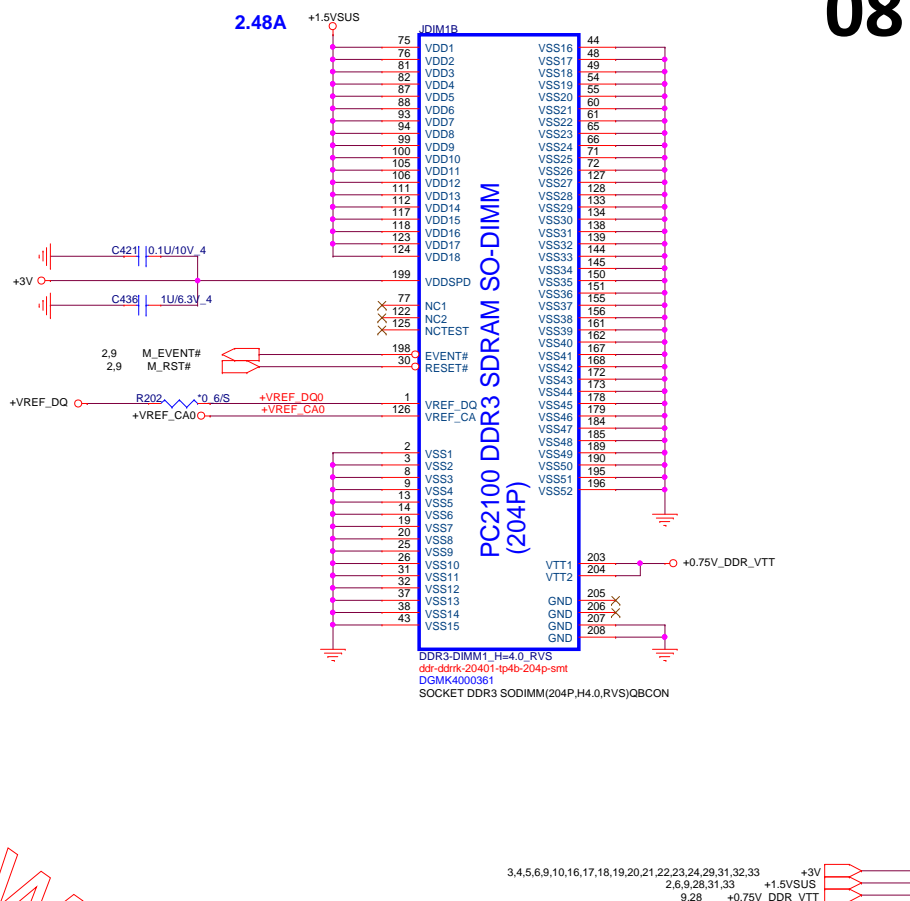 08
2.48A
+1.5VSUS
JDIM1B
75 VDD1 VSS16 44
76 VDD2 VSS17 48
81 VDD3 VSS18 49
82 VDD4 VSS19 54
87 VDD5 VSS20 55
88 VDD6 VSS21 60
93 VDD7 VSS22 61
94 VDD8 VSS23 65
99 VDD9 VSS24 66
100 VDD10 VSS25 71
105 VDD11 VSS26 72
106 VDD12 VSS27 127
111 VDD13 VSS28 128
112 VDD14 VSS29 133
117 VDD15 VSS30 134
118 VDD16 VSS31 138
123 VDD17 VSS32 139
124 VDD18 VSS33 144
VSS34 145
C421 0.1U/10V_4
+3V 199 VDDSPD VSS35 150
VSS36 151
C436 1U/6.3V_4
77 NC1 VSS37 155
122 NC2 VSS38 156
125 NCTEST VSS39 161
VSS40 162
2,9 M_EVENT# 198 EVENT# VSS41 167
2,9 M_RST# 30 RESET# VSS42 168
VSS43 172
VSS44 173
+VREF_DQ R202 *0_6/S +VREF_DQ0 1 VREF_DQ VSS45 178
+VREF_CA0 +VREF_CA0 126 VREF_CA VSS46 179
VSS47 184
VSS48 185
2 VSS1 VSS49 189
3 VSS2 VSS50 190
8 VSS3 VSS51 195
9 VSS4 VSS52 196
13 VSS5
14 VSS6
19 VSS7
20 VSS8
25 VSS9
26 VSS10 VTT1 203 +0.75V_DDR_VTT
31 VSS11 VTT2 204
32 VSS12
37 VSS13 GND 205
38 VSS14 GND 206
43 VSS15 GND 207
GND 208
PC2100 DDR3 SDRAM SO-DIMM
(204P)
DDR3-DIMM1_H=4.0_RVS
ddr-ddrrk-20401-tp4b-204p-smt
DGMK4000361
SOCKET DDR3 SODIMM(204P,H4.0,RVS)QBCON
3,4,5,6,9,10,16,17,18,19,20,21,22,23,24,29,31,32,33 +3V
2,6,9,28,31,33 +1.5VSUS
9,28 +0.75V_DDR_VTT